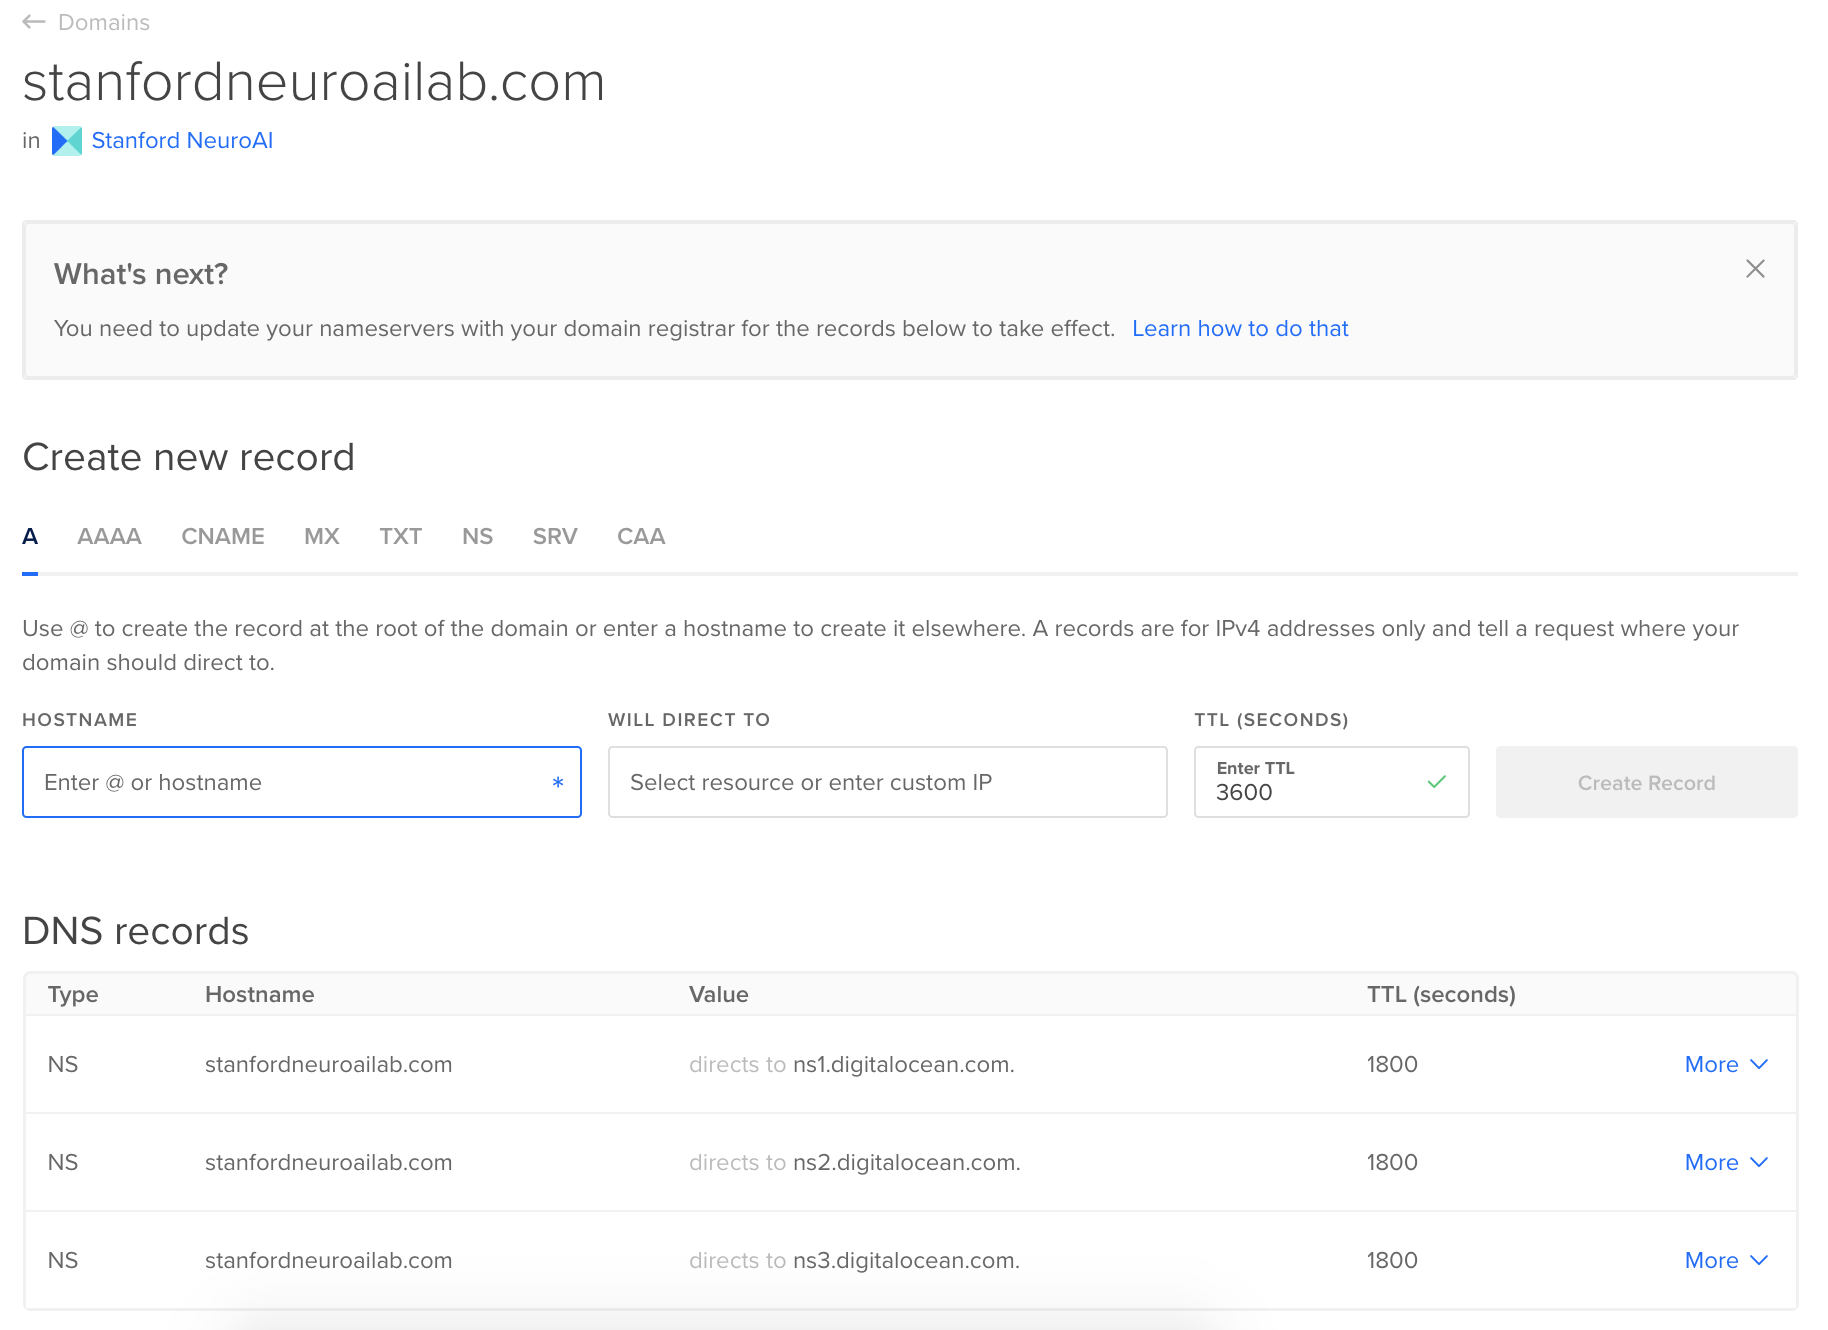 Domains
stanfordneuroailab.com
in Stanford NeuroAI
What's next?
You need to update your nameservers with your domain registrar for the records below to take effect. Learn how to do that
Create new record
A AAAA CNAME MX TXT NS SRV CAA
Use @ to create the record at the root of the domain or enter a hostname to create it elsewhere. A records are for IPv4 addresses only and tell a request where your
domain should direct to.
HOSTNAME WILL DIRECT TO TTL (SECONDS)
Enter @ or hostname * Select resource or enter custom IP Enter TTL
3600 Create Record
DNS records
Type Hostname Value TTL (seconds)
NS stanfordneuroailab.com directs to ns1.digitalocean.com. 1800 More
NS stanfordneuroailab.com directs to ns2.digitalocean.com. 1800 More
NS stanfordneuroailab.com directs to ns3.digitalocean.com. 1800 More